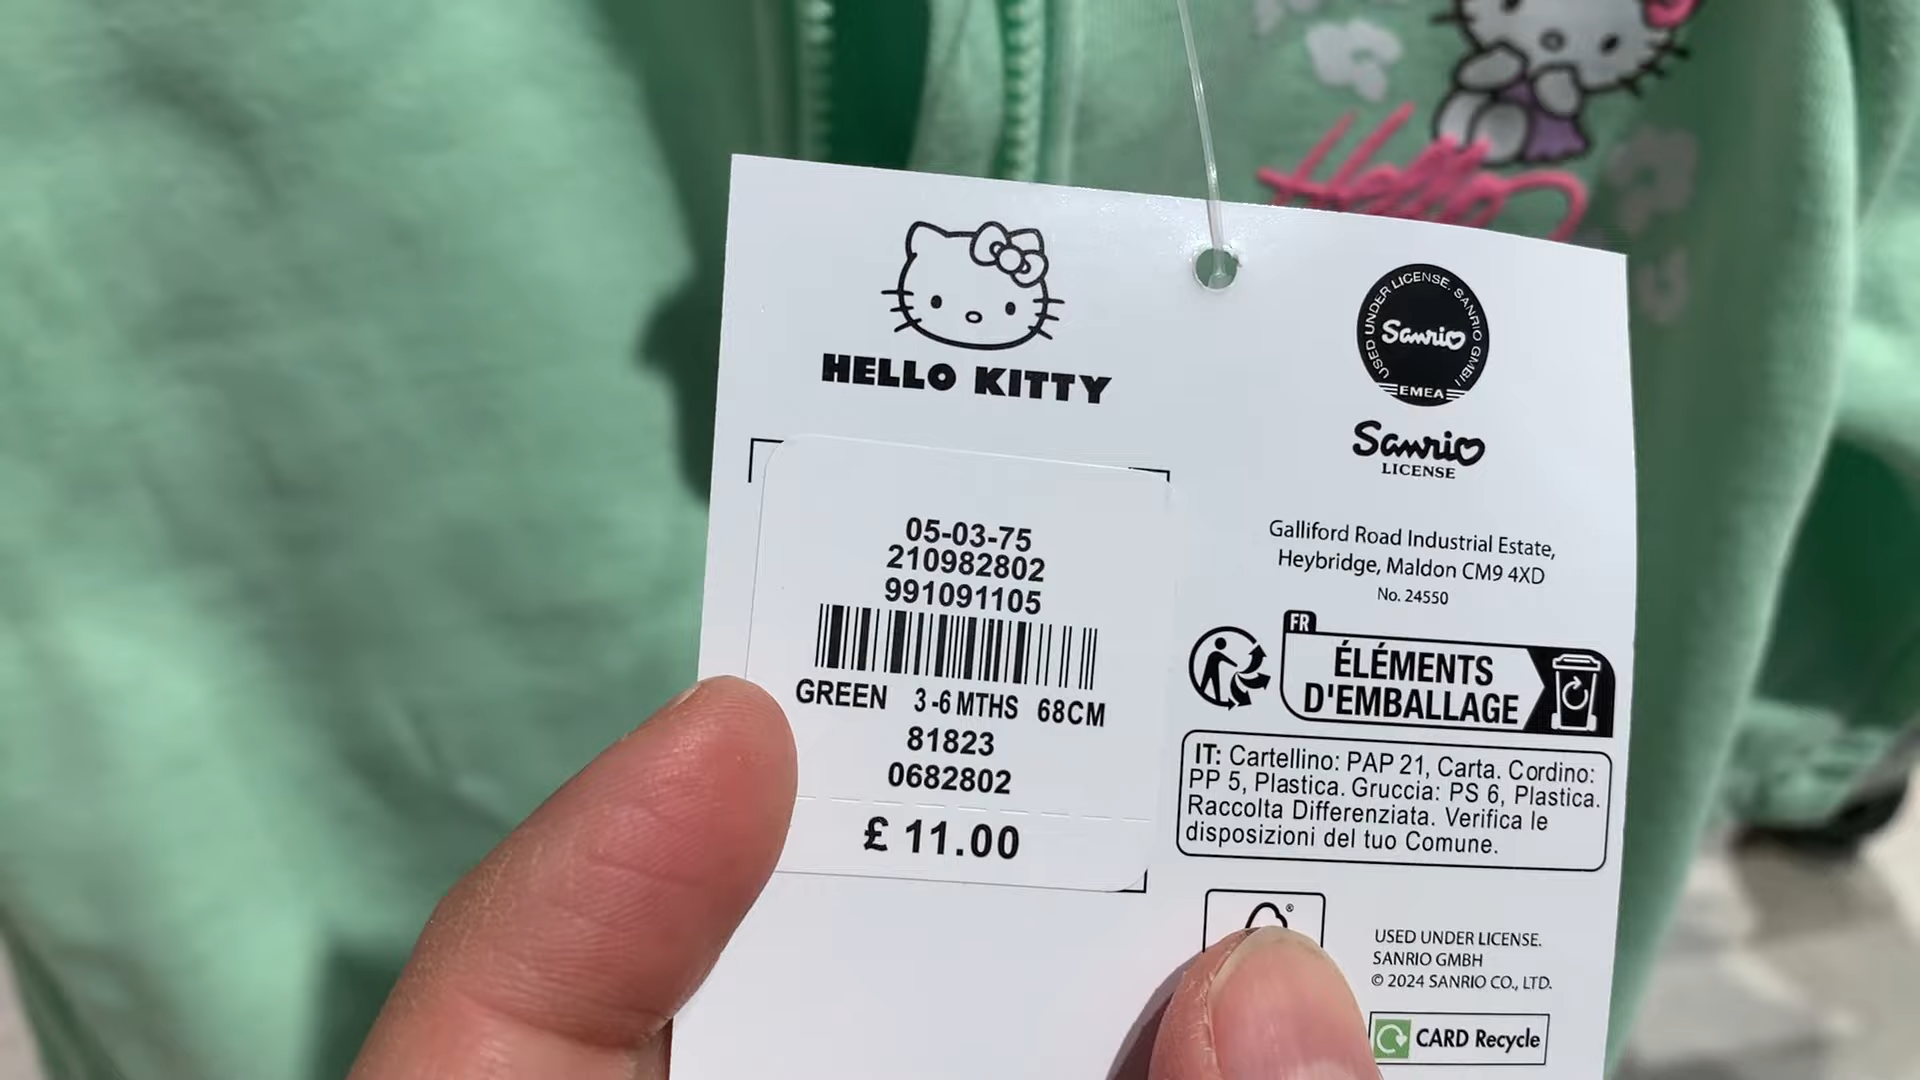 Hello
HELLO KITTY
USED UNDER LICENSE. SANRIO GMBH
Sanrio
EMEA
Sanrio
LICENSE
05-03-75
210982802
991091105
GREEN 3-6 MTHS 68CM
81823
0682802
£ 11.00
Galliford Road Industrial Estate,
Heybridge, Maldon CM9 4XD
No. 24550
FR
ÉLÉMENTS
D'EMBALLAGE
IT: Cartellino: PAP 21, Carta. Cordino:
PP 5, Plastica. Gruccia: PS 6, Plastica.
Raccolta Differenziata. Verifica le
disposizioni del tuo Comune.
®
USED UNDER LICENSE.
SANRIO GMBH
© 2024 SANRIO CO., LTD.
CARD Recycle